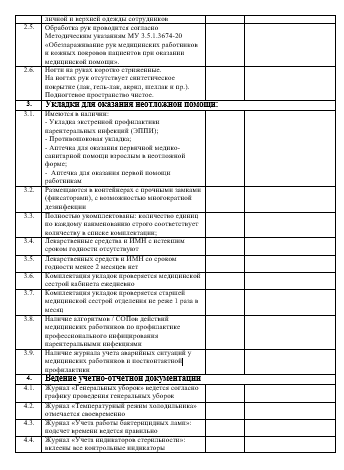 личной и верхней одежды сотрудников
2.5. Обработка рук проводится согласно
Методическим указаниям МУ 3.5.1.3674-20
«Обеззараживание рук медицинских работников
и кожных покровов пациентов при оказании
медицинской помощи».
2.6. Ногти на руках коротко стриженные.
На ногтях рук отсутствует синтетическое
покрытие (лак, гель-лак, акрил, шеллак и пр.).
Подногтевое пространство чистое.
3. Укладки для оказания неотложной помощи:
3.1. Имеются в наличии:
- Укладка экстренной профилактики
парентеральных инфекций (ЭППИ);
- Противошоковая укладка;
- Аптечка для оказания первичной медико-
санитарной помощи взрослым в неотложной
форме;
- Аптечка для оказания первой помощи
работникам
3.2. Размещаются в контейнерах с прочными замками
(фиксаторами), с возможностью многократной
дезинфекции
3.3. Полностью укомплектованы: количество единиц
по каждому наименованию строго соответствует
количеству в списке комплектации;
3.4. Лекарственные средства и ИМН с истекшим
сроком годности отсутствуют
3.5. Лекарственных средств и ИМН со сроком
годности менее 2 месяцев нет
3.6. Комплектация укладок проверяется медицинской
сестрой кабинета ежедневно
3.7. Комплектация укладок проверяется старшей
медицинской сестрой отделения не реже 1 раза в
месяц
3.8. Наличие алгоритмов / СОПов действий
медицинских работников по профилактике
профессионального инфицирования
парентеральными инфекциями
3.9. Наличие журнала учета аварийных ситуаций у
медицинских работников и постконтактной
профилактики
4. Ведение учетно-отчетной документации
4.1. Журнал «Генеральных уборок» ведется согласно
графику проведения генеральных уборок
4.2. Журнал «Температурный режим холодильника»
отмечается своевременно
4.3. Журнал «Учета работы бактерицидных ламп»:
подсчет времени ведется правильно
4.4. Журнал «Учета индикаторов стерильности»:
вклеены все контрольные индикаторы